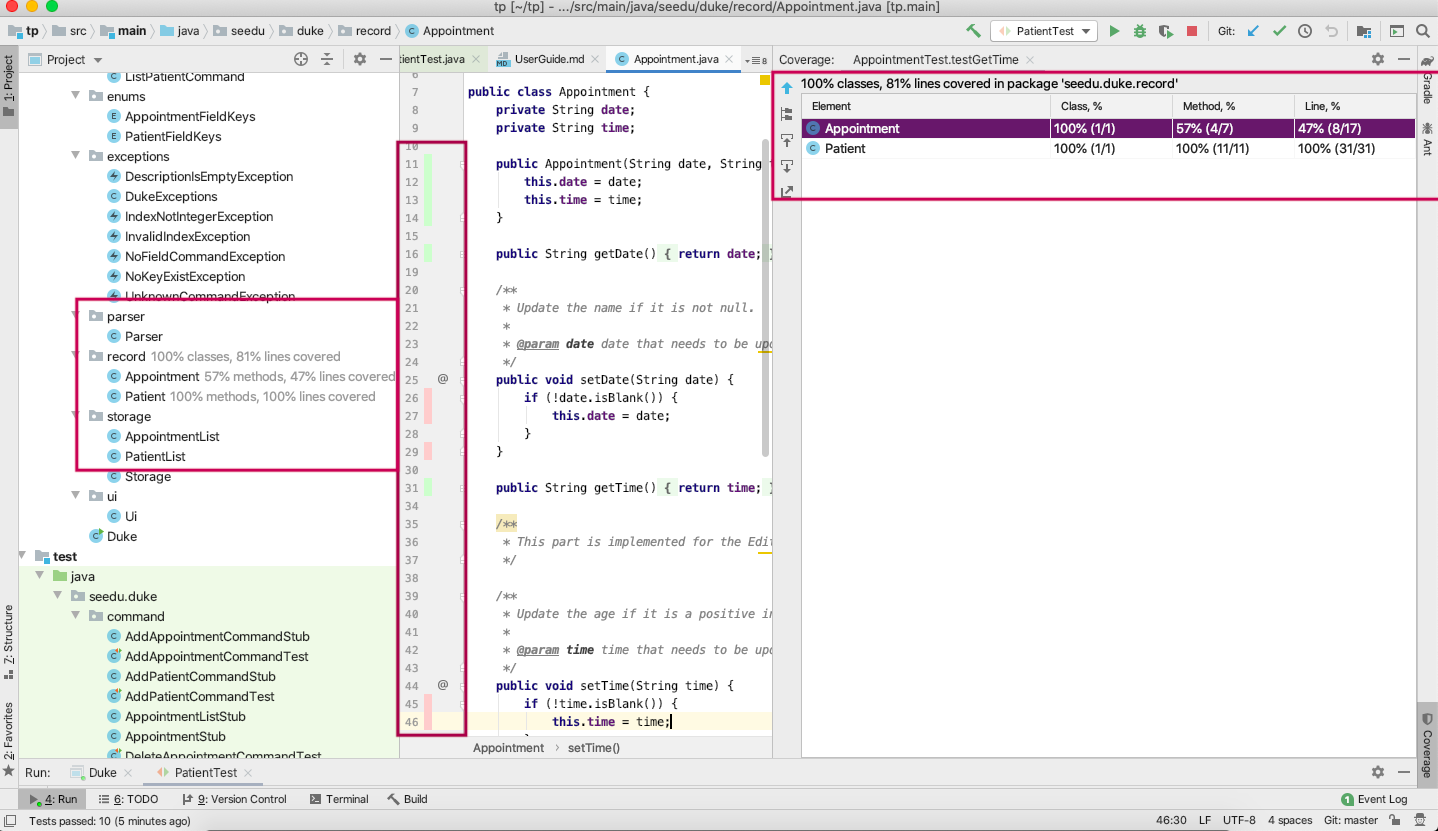 tp [~/tp] - .../src/main/java/seedu/duke/record/Appointment.java [tp.main]
tp src main java seedu duke record Appointment
PatientTest Git:
1: Project
Project
ListPatientCommand
enums
AppointmentFieldKeys
PatientFieldKeys
exceptions
DescriptionIsEmptyException
DukeExceptions
IndexNotIntegerException
InvalidIndexException
NoFieldCommandException
NoKeyExistException
UnknownCommandException
parser
Parser
record 100% classes, 81% lines covered
Appointment 57% methods, 47% lines covered
Patient 100% methods, 100% lines covered
storage
AppointmentList
PatientList
Storage
ui
Ui
Duke
test
java
seedu.duke
command
AddAppointmentCommandStub
AddAppointmentCommandTest
AddPatientCommandStub
AddPatientCommandTest
AppointmentListStub
AppointmentStub
DeleteAppointmentCommandTest
Z: Structure
2: Favorites
tientTest.java UserGuide.md Appointment.java 8
6
7 public class Appointment {
8 private String date;
9 private String time;
10
11 public Appointment(String date, String t
12 this.date = date;
13 this.time = time;
14 }
15
16 public String getDate() { return date; }
19
20 /**
21 * Update the name if it is not null.
22 *
23 * @param date date that needs to be upd
24 */
25 @ public void setDate(String date) {
26 if (!date.isBlank()) {
27 this.date = date;
28 }
29 }
30
31 public String getTime() { return time; }
34
35 /**
36 * This part is implemented for the Edit
37 */
38
39 /**
40 * Update the age if it is a positive in
41 *
42 * @param time time that needs to be upd
43 */
44 @ public void setTime(String time) {
45 if (!time.isBlank()) {
46 this.time = time;
Appointment › setTime()
Coverage: AppointmentTest.testGetTime
100% classes, 81% lines covered in package 'seedu.duke.record'
Element Class, % Method, % Line, %
Appointment 100% (1/1) 57% (4/7) 47% (8/17)
Patient 100% (1/1) 100% (11/11) 100% (31/31)
Gradle
Ant
Coverage
Run: Duke PatientTest
4: Run 6: TODO 9: Version Control Terminal Build 1 Event Log
Tests passed: 10 (5 minutes ago) 46:30 LF UTF-8 4 spaces Git: master